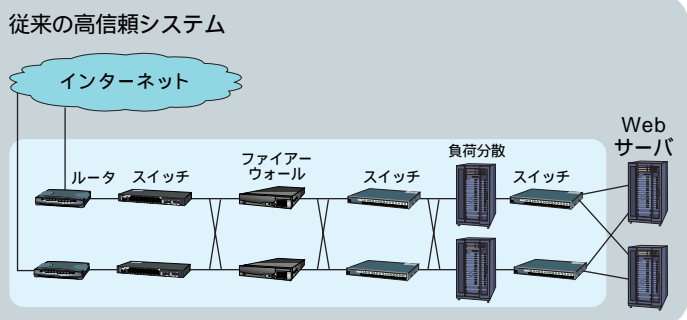 従来の高信頼システム
インターネット
ルータ
スイッチ
ファイアー
ウォール
スイッチ
負荷分散
スイッチ
Web
サーバ